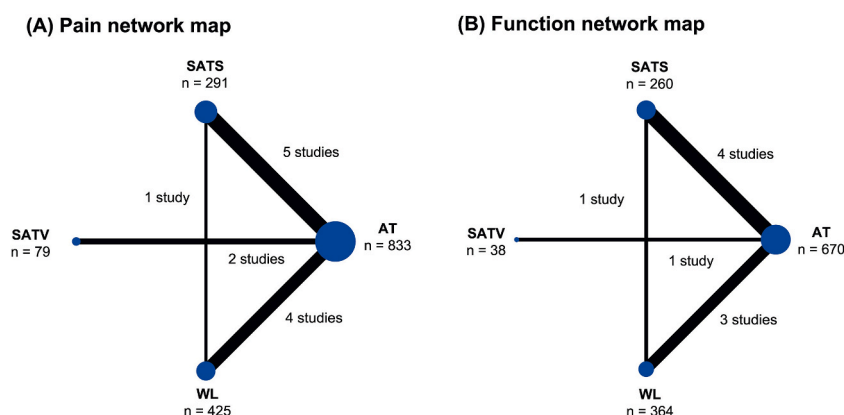 (A) Pain network map
SATS
n = 291
5 studies
1 study
SATV
n = 79
AT
n = 833
2 studies
4 studies
WL
n = 425
(B) Function network map
SATS
n = 260
4 studies
1 study
SATV
n = 38
AT
n = 670
1 study
3 studies
WL
n = 364